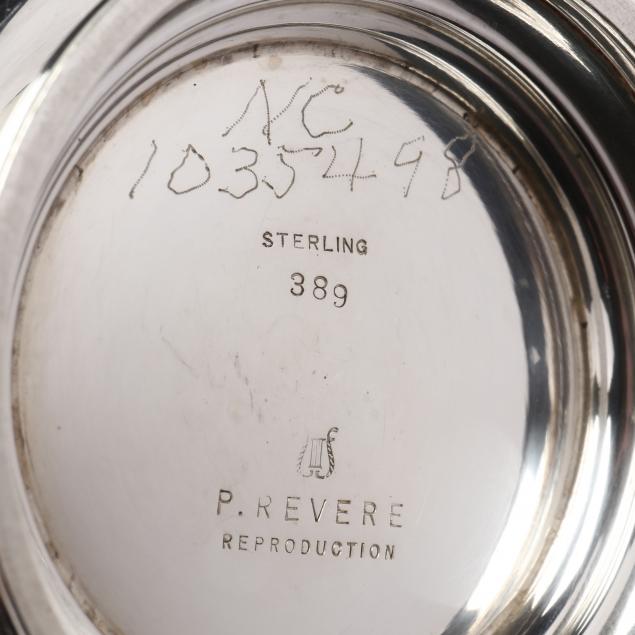 NC
1035498
STERLING
389
P. REVERE
REPRODUCTION